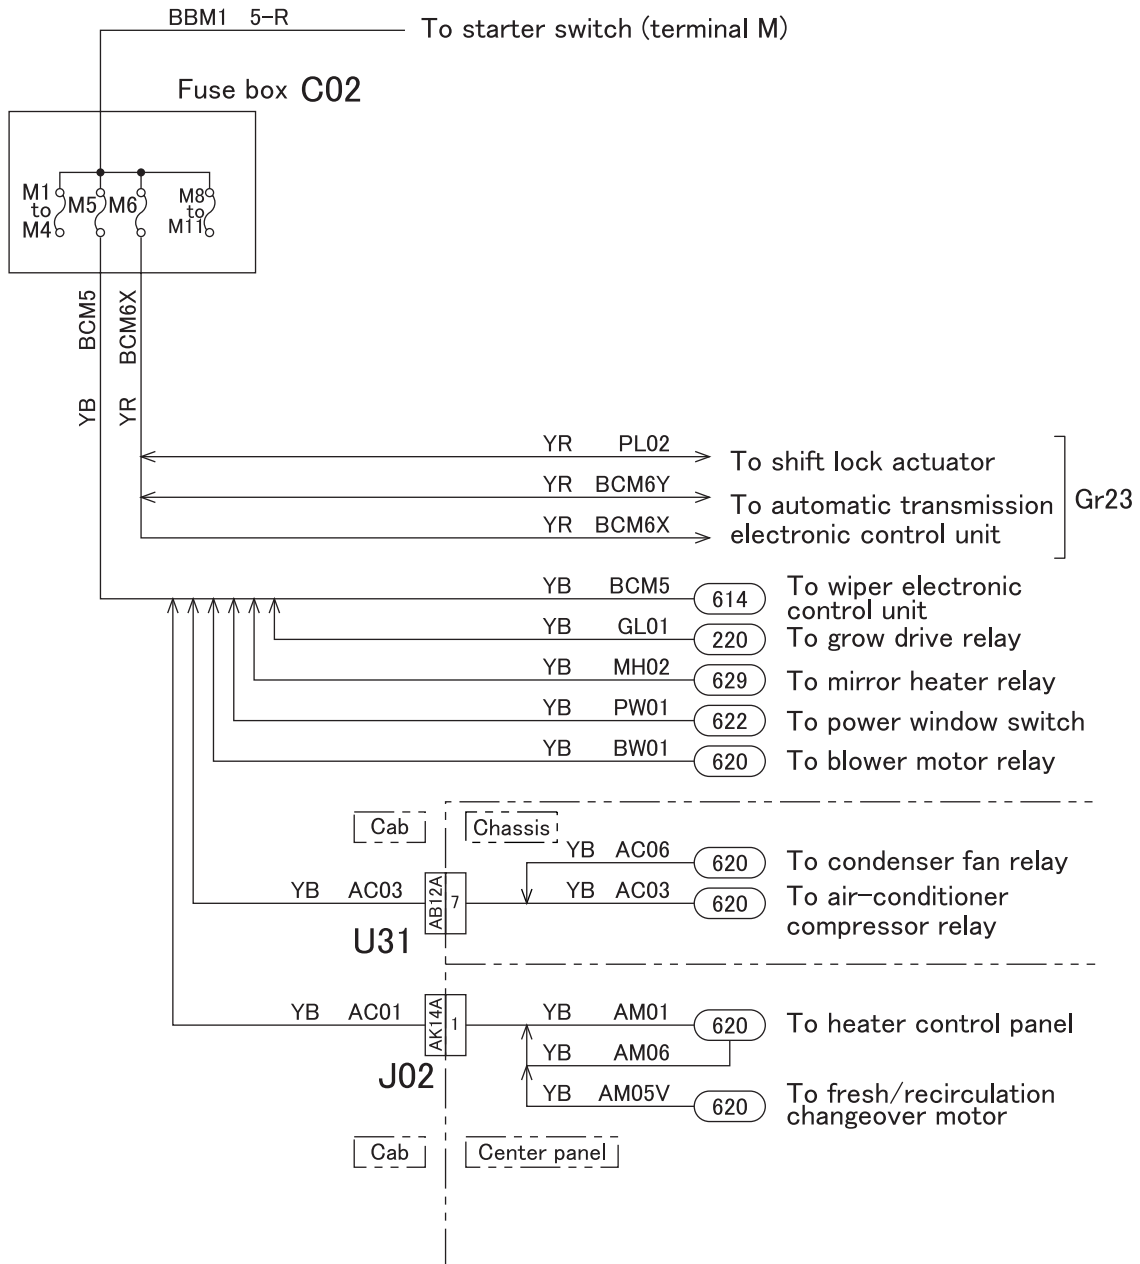 BBM1 5-R
To starter switch (terminal M)
Fuse box C02
M1
to
M4
M5
M6
M8
to
M11
BCM5
BCM6X
YB
YR
YR PL02
To shift lock actuator
YR BCM6Y
To automatic transmission
electronic control unit
YR BCM6X
Gr23
YB BCM5 614
To wiper electronic
control unit
YB GL01 220 To grow drive relay
YB MH02 629 To mirror heater relay
YB PW01 622 To power window switch
YB BW01 620 To blower motor relay
Cab
Chassis
YB AC06 620 To condenser fan relay
YB AC03
AB12A
7
YB AC03 620
To air-conditioner
compressor relay
U31
YB AC01
AK14A
1
YB AM01 620 To heater control panel
YB AM06
J02
YB AM05V 620
To fresh/recirculation
changeover motor
Cab
Center panel